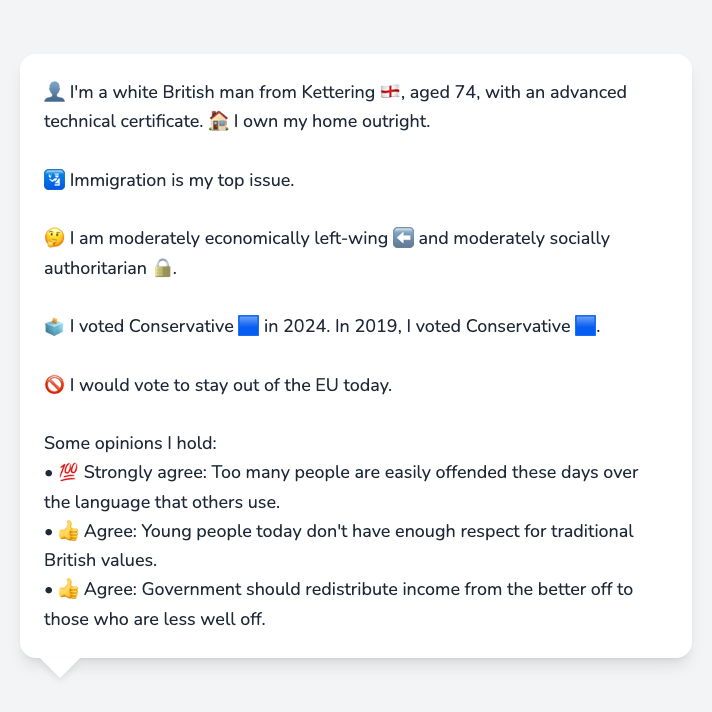 👤 I'm a white British man from Kettering 🏴󠁧󠁢󠁥󠁮󠁧󠁿, aged 74, with an advanced
technical certificate. 🏠 I own my home outright.
🛂 Immigration is my top issue.
🤔 I am moderately economically left-wing ⬅️ and moderately socially
authoritarian 🔒.
🗳️ I voted Conservative 🟦 in 2024. In 2019, I voted Conservative 🟦.
🚫 I would vote to stay out of the EU today.
Some opinions I hold:
• 💯 Strongly agree: Too many people are easily offended these days over
the language that others use.
• 👍 Agree: Young people today don't have enough respect for traditional
British values.
• 👍 Agree: Government should redistribute income from the better off to
those who are less well off.